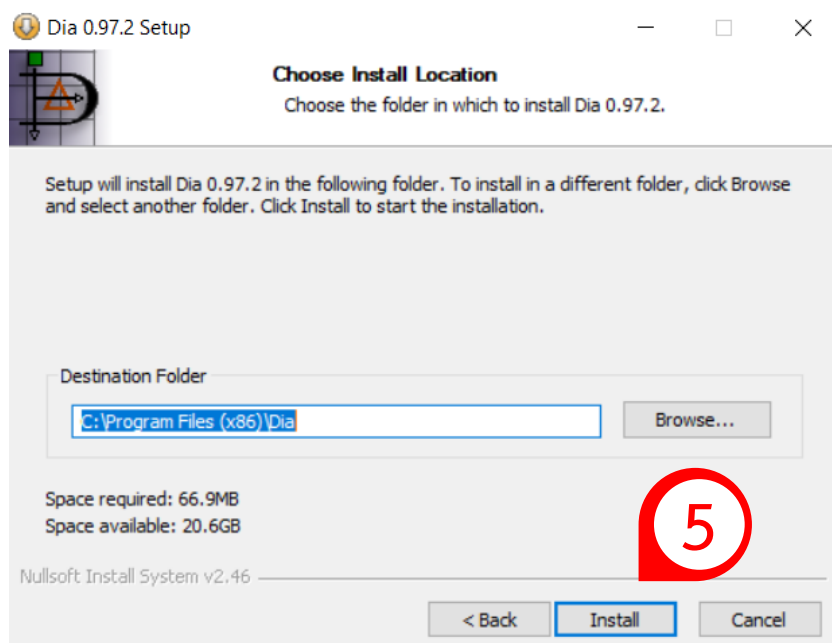 Dia 0.97.2 Setup
Choose Install Location
Choose the folder in which to install Dia 0.97.2.
Setup will install Dia 0.97.2 in the following folder. To install in a different folder, click Browse
and select another folder. Click Install to start the installation.
Destination Folder
C:\Program Files (x86)\Dia
Browse...
Space required: 66.9MB
Space available: 20.6GB
5
Nullsoft Install System v2.46
< Back
Install
Cancel